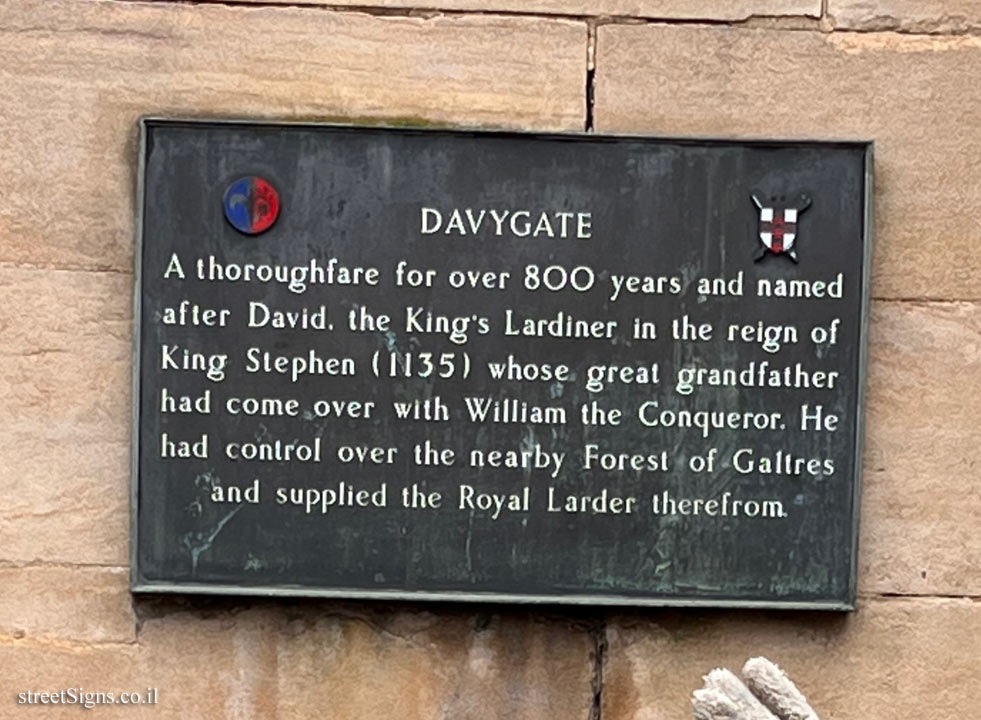 DAVYGATE
A thoroughfare for over 800 years and named
after David, the King's Lardiner in the reign of
King Stephen (1135) whose great grandfather
had come over with William the Conqueror. He
had control over the nearby Forest of Galtres
and supplied the Royal Larder therefrom.
streetSigns.co.il